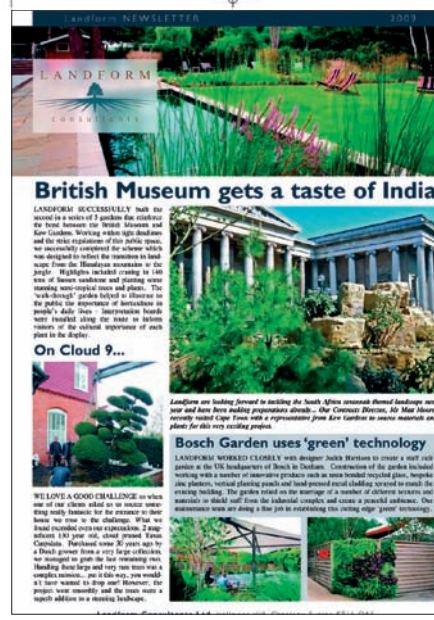 Landform NEWSLETTER 2009
LANDFORM
consultants
British Museum gets a taste of India
LANDFORM SUCCESSFULLY built the
second in a series of 5 gardens that reinforce
the bond between the British Museum and
Kew Gardens. Working within tight deadlines
and the strict regulations of this public space,
we successfully completed the scheme which
was designed to reflect the transition in land-
scape from the Himalayan mountains to the
jungle. Highlights included craning in 140
tons of Sussex sandstone and planting some
stunning semi-tropical trees and plants. The
'walk-through' garden helped to illustrate to
the public the importance of horticulture in
people's daily lives - Interpretation boards
were installed along the route to inform
visitors of the cultural importance of each
plant in the display.
On Cloud 9...
Landform are looking forward to tackling the South Africa savannah themed landscape next
year and have been making preparations already... Our Contracts Director, Mr Mat Moore
recently visited Cape Town with a representative from Kew Gardens to source materials and
plants for this very exciting project.
Bosch Garden uses 'green' technology
LANDFORM WORKED CLOSELY with designer Judith Harrison to create a staff cafe
garden at the UK headquarters of Bosch in Denham. Construction of the garden included
working with a number of innovative products such as resin bonded recycled glass, bespoke
zinc planters, vertical planting panels and hand-pressed metal cladding sprayed to match the
existing building. The garden relied on the marriage of a number of different textures and
materials to shield staff from the industrial complex and create a peaceful ambience. Our
maintenance team are doing a fine job in establishing this cutting edge 'green' technology.
WE LOVE A GOOD CHALLENGE so when
one of our clients asked us to source some-
thing really fantastic for the entrance to their
house we rose to the challenge. What we
found exceeded even our expectations. 2 mag-
nificent 130 year old, cloud pruned Taxus
Cuspidata. Purchased some 30 years ago by
a Dutch grower from a very large collection,
we managed to grab the last remaining two.
Handling these large and very rare trees was a
complex mission... put it this way, you would-
n't have wanted to drop one! However, the
project went smoothly and the trees were a
superb addition to a stunning landscape.
Landform Consultants Ltd